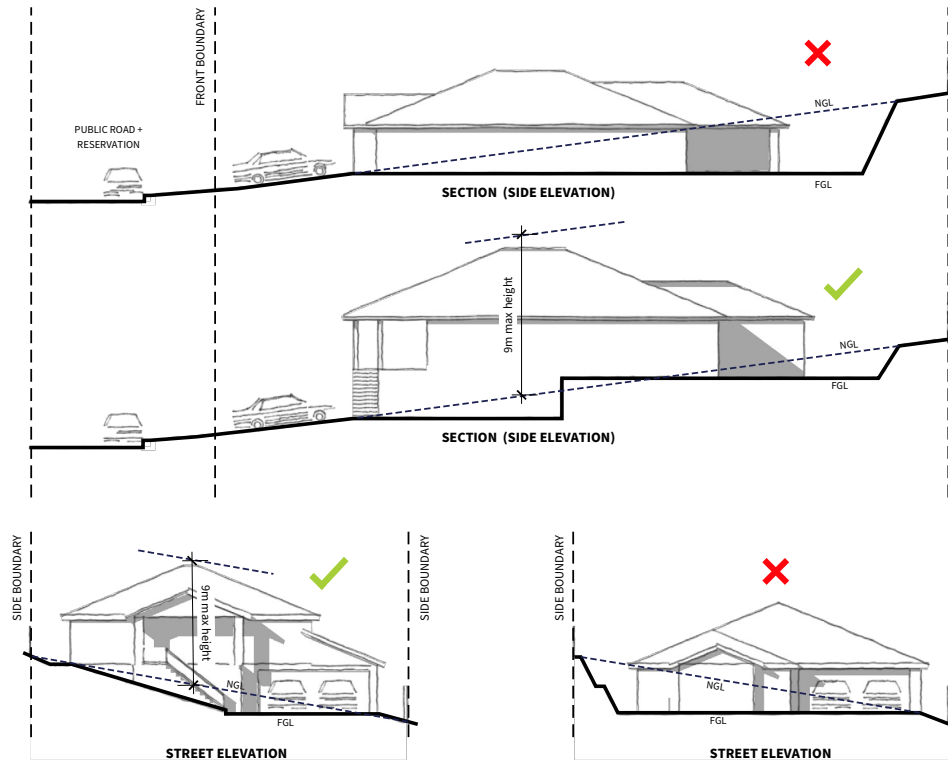 FRONT BOUNDARY
PUBLIC ROAD +
RESERVATION
NGL
SECTION (SIDE ELEVATION)
FGL
9m max height
NGL
FGL
SECTION (SIDE ELEVATION)
SIDE BOUNDARY
9m max height
NGL
FGL
STREET ELEVATION
SIDE BOUNDARY
SIDE BOUNDARY
NGL
FGL
STREET ELEVATION